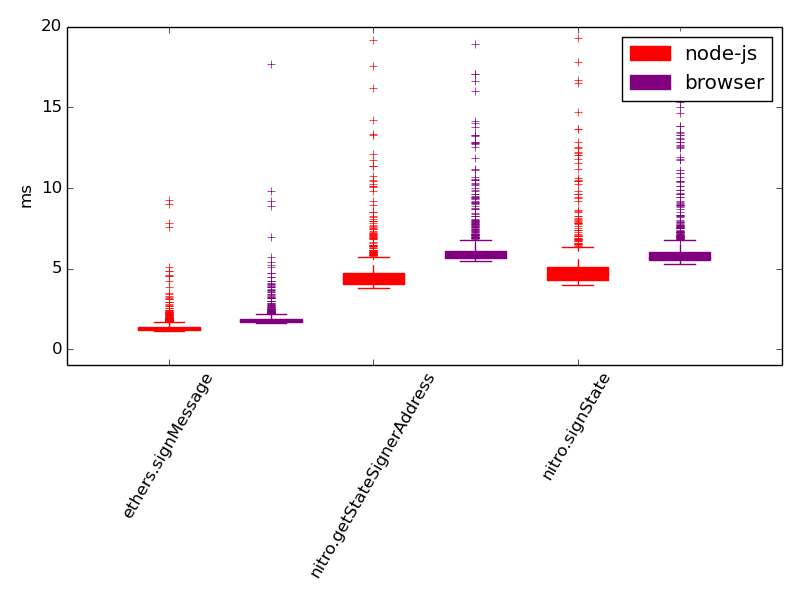 20
15
10
5
0
ms
node-js
browser
ethers.signMessage
nitro.getStateSignerAddress
nitro.signState